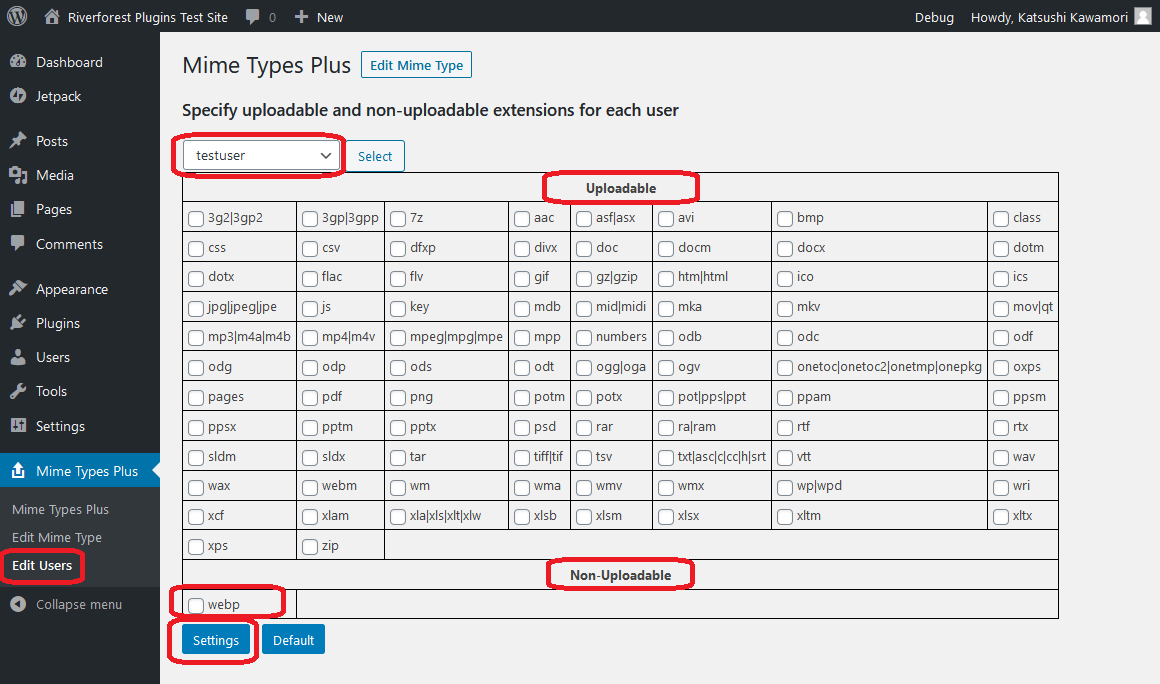 Riverforest Plugins Test Site 0 New Debug Howdy, Katsushi Kawamori
Dashboard
Jetpack
Posts
Media
Pages
Comments
Appearance
Plugins
Users
Tools
Settings
Mime Types Plus
Mime Types Plus
Edit Mime Type
Edit Users
Collapse menu
Mime Types Plus Edit Mime Type
Specify uploadable and non-uploadable extensions for each user
testuser Select
Uploadable
3g2|3gp2 3gp|3gpp 7z aac asf|asx avi bmp class
css csv dfxp divx doc docm docx dotm
dotx flac flv gif gz|gzip htm|html ico ics
jpg|jpeg|jpe js key mdb mid|midi mka mkv mov|qt
mp3|m4a|m4b mp4|m4v mpeg|mpg|mpe mpp numbers odb odc odf
odg odp ods odt ogg|oga ogv onetoc|onetoc2|onetmp|onepkg oxps
pages pdf png potm potx pot|pps|ppt ppam ppsm
ppsx pptm pptx psd rar ra|ram rtf rtx
sldm sldx tar tiff|tif tsv txt|asc|c|cc|h|srt vtt wav
wax webm wm wma wmv wmx wp|wpd wri
xcf xlam xla|xls|xlt|xlw xlsb xlsm xlsx xltm xltx
xps zip
Non-Uploadable
webp
Settings Default